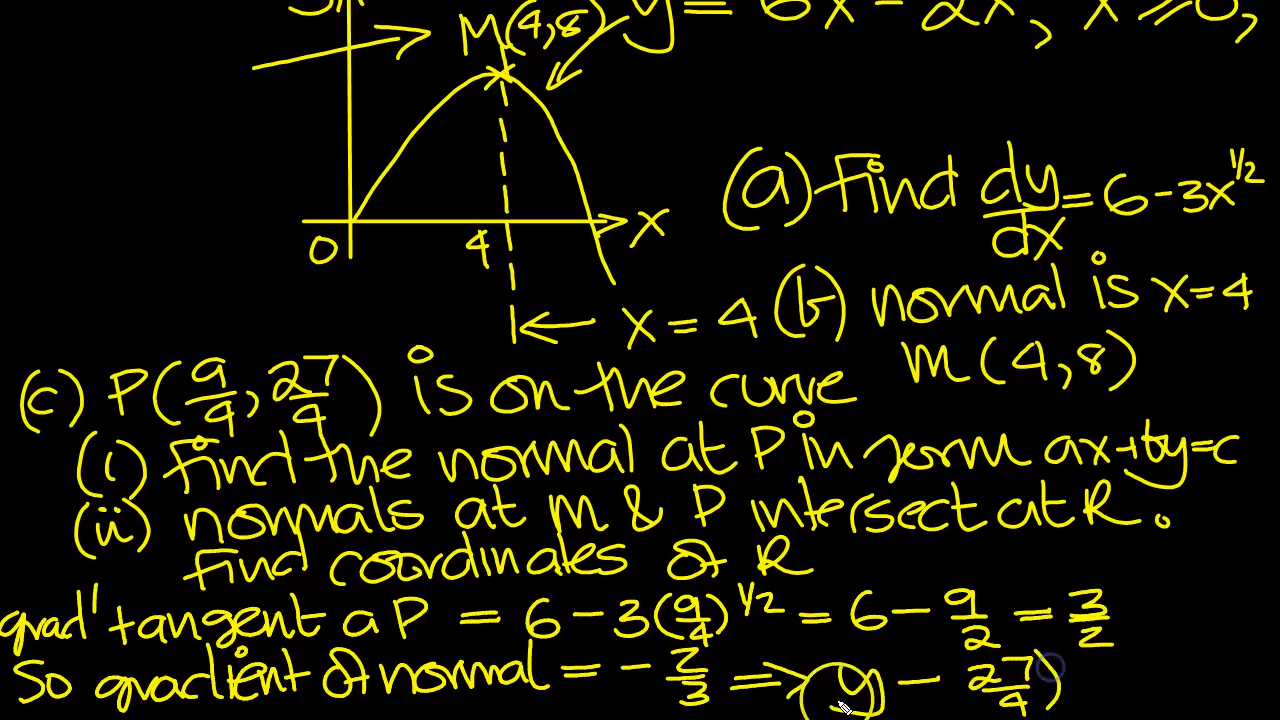 M(4,8) y = 6x - 2x, x ≥ 0,
(a) Find dy/dx = 6 - 3x^1/2
0 4 x
x = 4 (b) normal is x = 4
M(4,8)
(c) P(9/4, 27/4) is on the curve
(i) Find the normal at P in form ax+by=c
(ii) normals at M & P intersect at R.
Find coordinates of R
grad' tangent a P = 6 - 3(9/4)^1/2 = 6 - 9/2 = 3/2
So gradient of normal = - 2/3 => (y - 27/4)